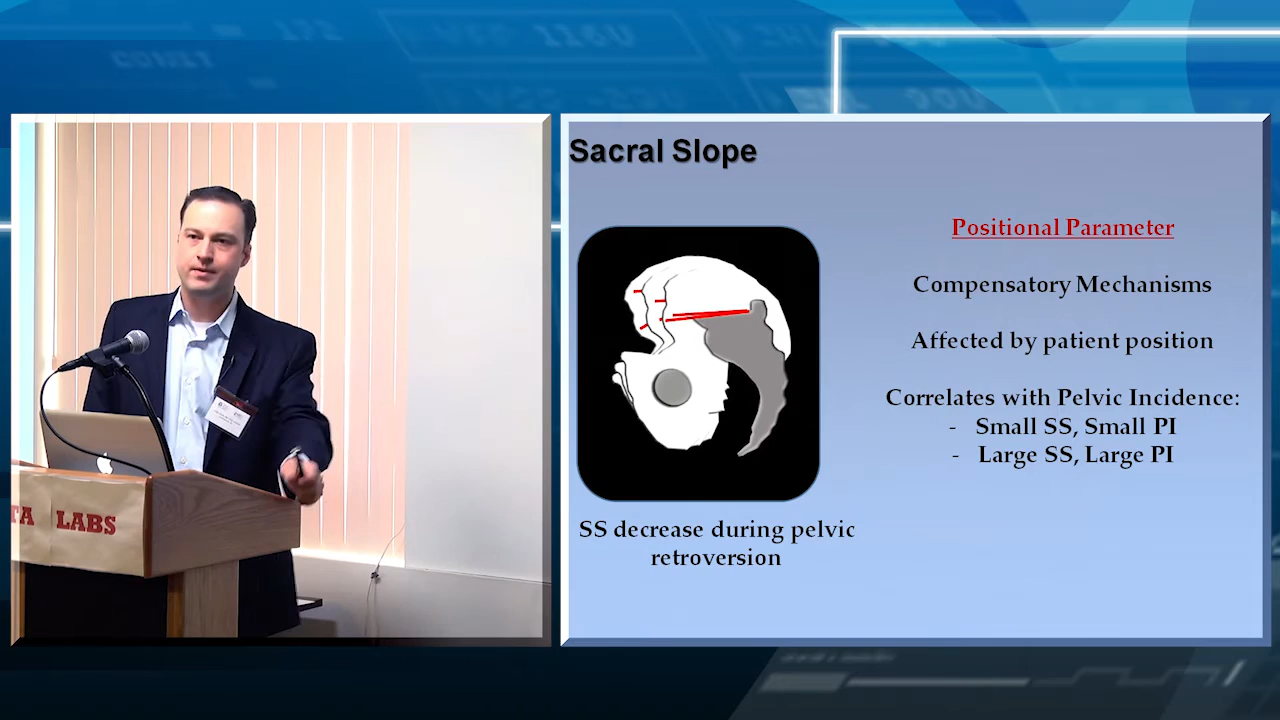 Sacral Slope
Positional Parameter
Compensatory Mechanisms
Affected by patient position
Correlates with Pelvic Incidence:
- Small SS, Small PI
- Large SS, Large PI
SS decrease during pelvic
retroversion
TA LABS